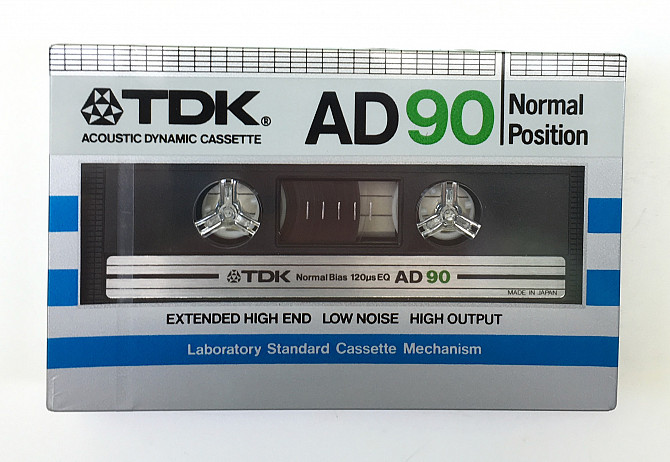 TDK®
ACOUSTIC DYNAMIC CASSETTE
AD 90
Normal
Position
TDK Normal Bias 120μs EQ AD 90
MADE IN JAPAN
EXTENDED HIGH END LOW NOISE HIGH OUTPUT
Laboratory Standard Cassette Mechanism